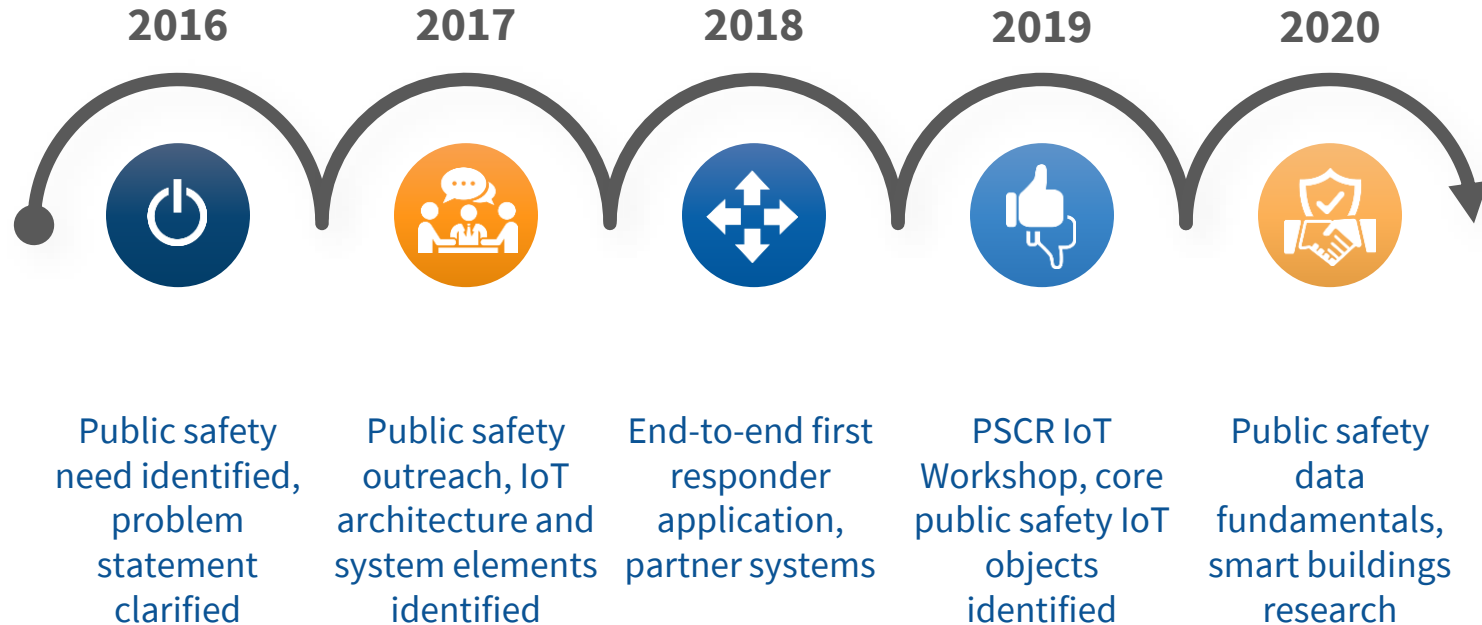 2016
2017
2018
2019
2020
Public safety
need identified,
problem
statement
clarified
Public safety
outreach, IoT
architecture and
system elements
identified
End-to-end first
responder
application,
partner systems
PSCR IoT
Workshop, core
public safety IoT
objects
identified
Public safety
data
fundamentals,
smart buildings
research